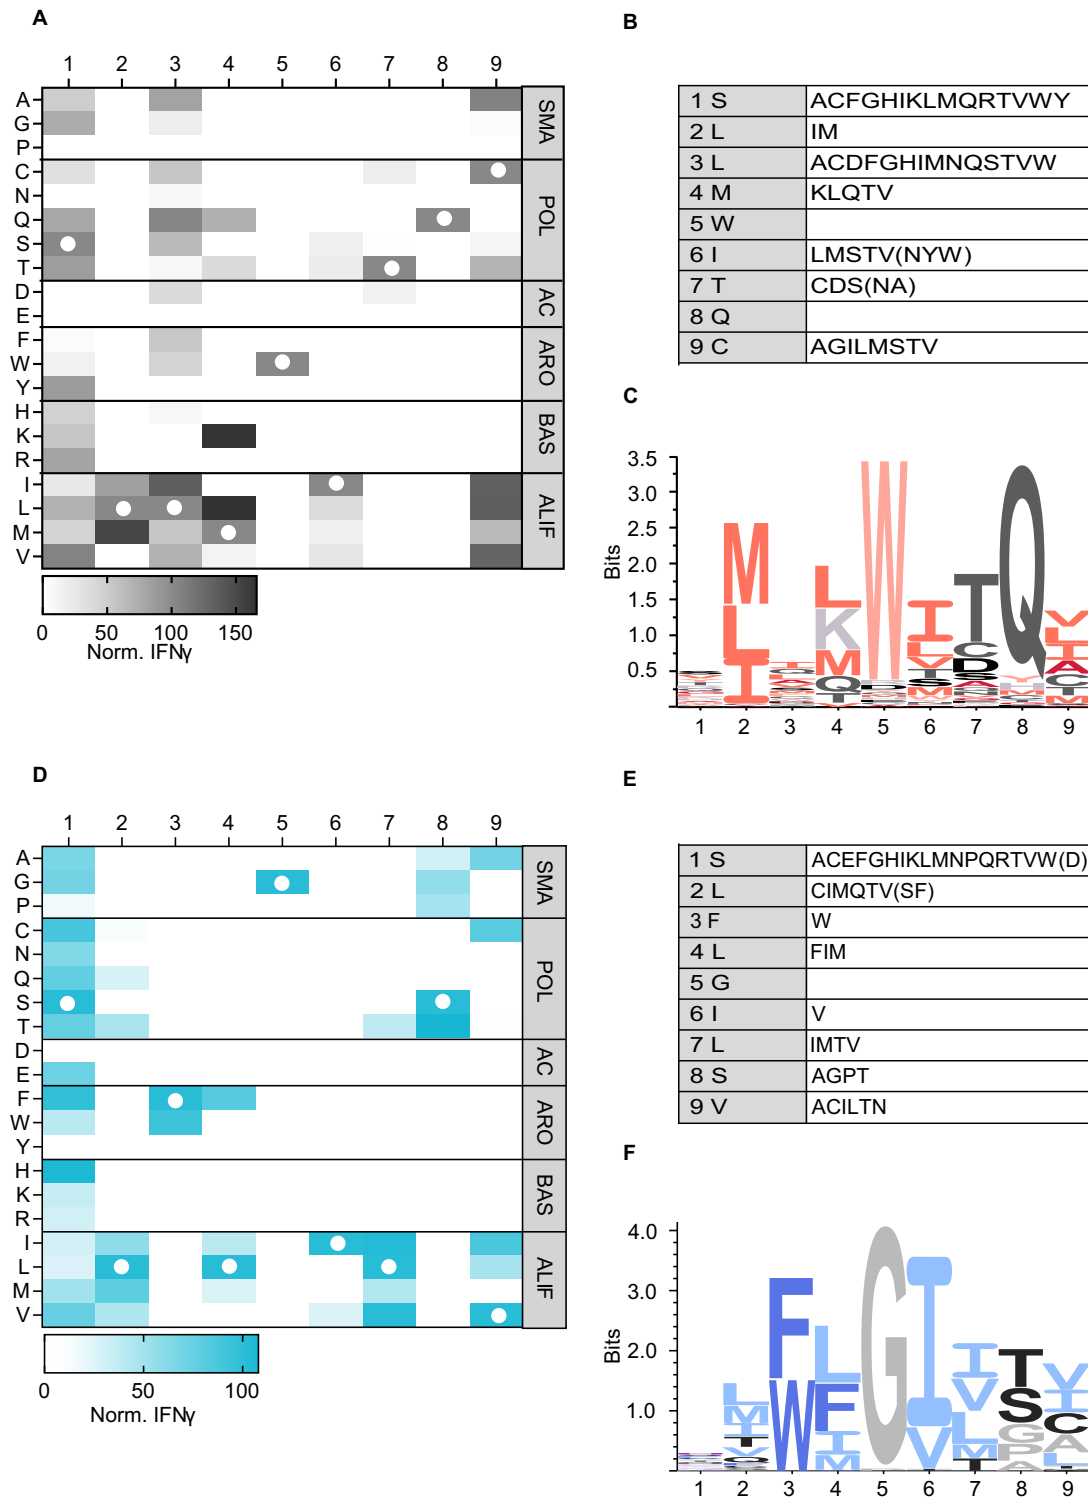 A
1 2 3 4 5 6 7 8 9
A
G
P
C
N
Q
S
T
D
E
F
W
Y
H
K
R
I
L
M
V
SMA
POL
AC
ARO
BAS
ALIF
0 50 100 150
Norm. IFNγ
B
1 S ACFGHIKLMQRTVWY
2 L IM
3 L ACDFGHIMNQSTVW
4 M KLQTV
5 W
6 I LMSTV(NYW)
7 T CDS(NA)
8 Q
9 C AGILMSTV
C
3.5
3.0
2.5
2.0
1.5
1.0
0.5
Bits
M
L
I
L
K
M
Q
T
W
I
L
V
T
S
M
T
C
D
S
A
Q
V
L
I
A
C
T
M
1 2 3 4 5 6 7 8 9
D
1 2 3 4 5 6 7 8 9
A
G
P
C
N
Q
S
T
D
E
F
W
Y
H
K
R
I
L
M
V
SMA
POL
AC
ARO
BAS
ALIF
0 50 100
Norm. IFNγ
E
1 S ACEFGHIKLMNPQRTVW(D)
2 L CIMQTV(SF)
3 F W
4 L FIM
5 G
6 I V
7 L IMTV
8 S AGPT
9 V ACILTN
F
4.0
3.0
2.0
1.0
Bits
L
M
I
T
V
Q
F
W
L
F
I
M
G
I
V
I
V
L
M
T
T
S
G
P
A
V
I
C
A
L
1 2 3 4 5 6 7 8 9